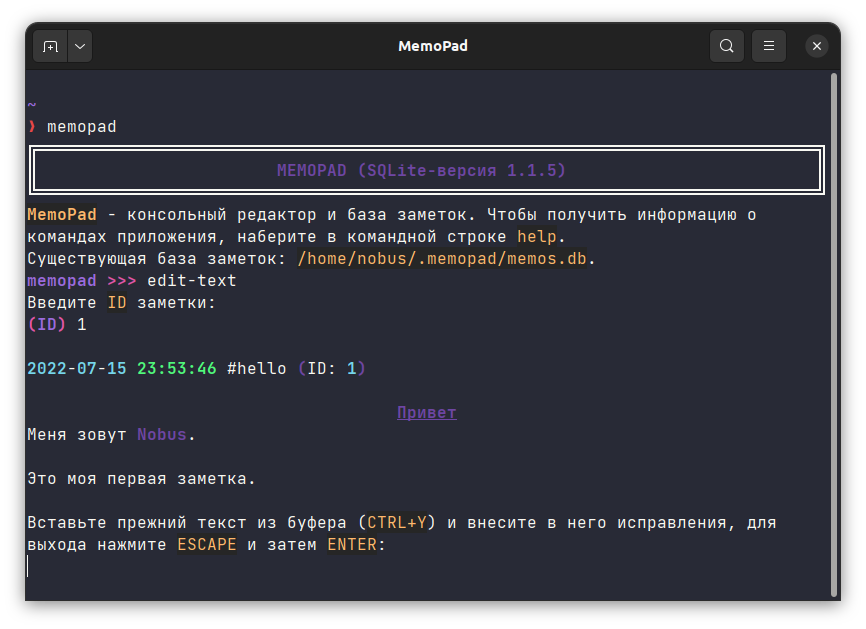 MemoPad
~
❯ memopad
MEMOPAD (SQLite-версия 1.1.5)
MemoPad - консольный редактор и база заметок. Чтобы получить информацию о
командах приложения, наберите в командной строке help.
Существующая база заметок: /home/nobus/.memopad/memos.db.
memopad >>> edit-text
Введите ID заметки:
(ID) 1
2022-07-15 23:53:46 #hello (ID: 1)
Привет
Меня зовут Nobus.
Это моя первая заметка.
Вставьте прежний текст из буфера (CTRL+Y) и внесите в него исправления, для
выхода нажмите ESCAPE и затем ENTER: